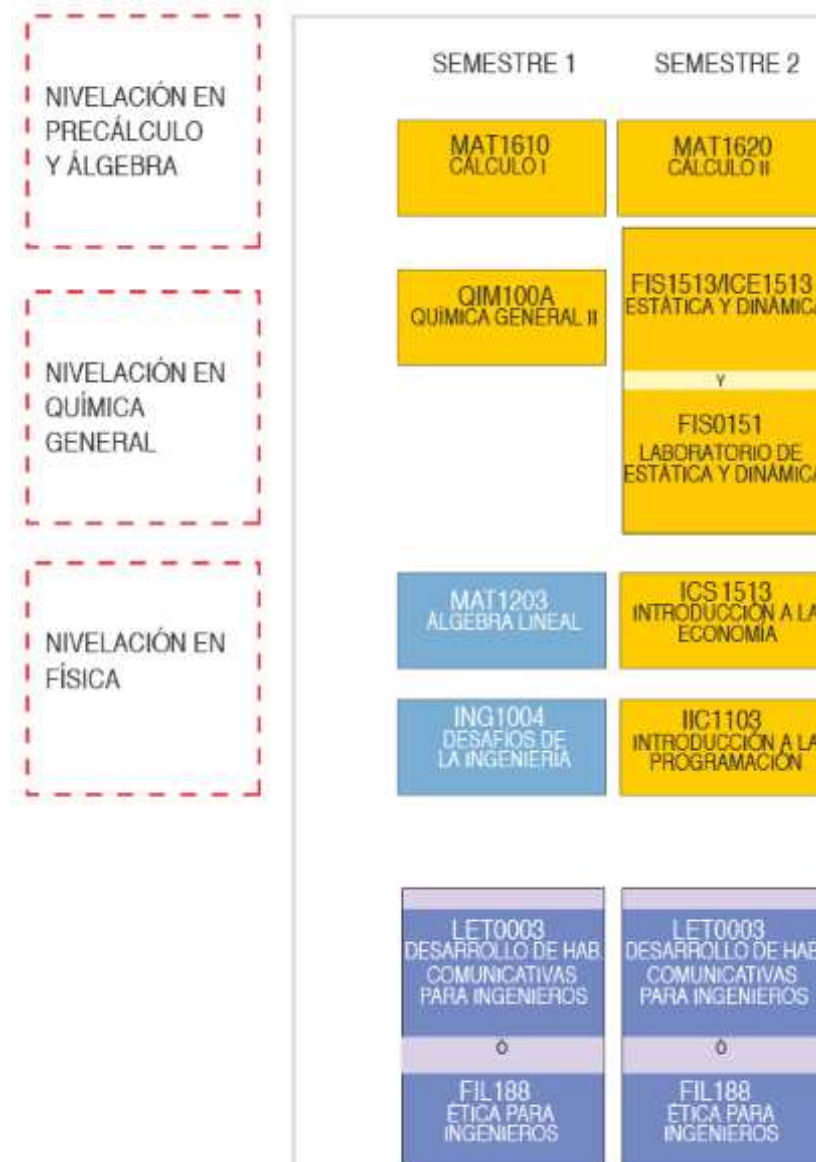 NIVELACIÓN EN
PRECÁLCULO
Y ÁLGEBRA
NIVELACIÓN EN
QUÍMICA
GENERAL
NIVELACIÓN EN
FÍSICA
SEMESTRE 1
MAT1610
CÁLCULO I
QIM100A
QUÍMICA GENERAL II
MAT1203
ÁLGEBRA LINEAL
ING1004
DESAFÍOS DE
LA INGENIERÍA
LET0003
DESARROLLO DE HAB.
COMUNICATIVAS
PARA INGENIEROS
Ó
FIL188
ÉTICA PARA
INGENIEROS
SEMESTRE 2
MAT1620
CÁLCULO II
FIS1513/ICE1513
ESTÁTICA Y DINÁMICA
Y
FIS0151
LABORATORIO DE
ESTÁTICA Y DINÁMICA
ICS1513
INTRODUCCIÓN A LA
ECONOMÍA
IIC1103
INTRODUCCIÓN A LA
PROGRAMACIÓN
LET0003
DESARROLLO DE HAB
COMUNICATIVAS
PARA INGENIEROS
Ó
FIL188
ÉTICA PARA
INGENIEROS